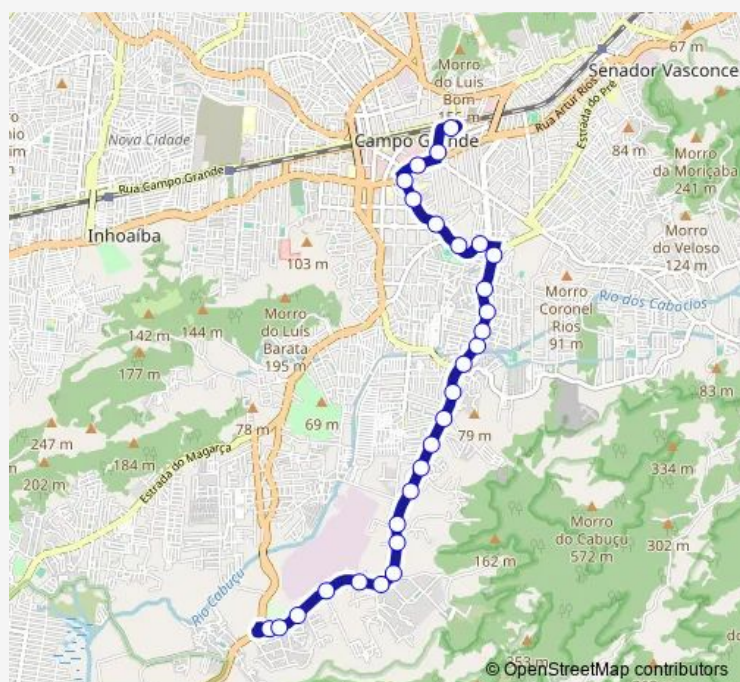 67 m
Morro
do Luís
Bom
Senador Vasconce
Rua Artur Rios
Estrada do Pré
Nova Cidade
Campo Grande
84 m
Morro
da Moriçaba
241 m
Rua Campo Grande
Inhoaíba
103 m
Morro
do Veloso
124 m
Morro
Coronel
Rios
91 m
Rio dos Caboclos
142 m
144 m
Morro
do Luís
Barata
195 m
177 m
83 m
78 m
69 m
79 m
247 m
184 m
202 m
Estrada do Magarça
334 m
Morro
do Cabuçu
572 m
302 m
162 m
Rio Cabuçu
© OpenStreetMap contributors